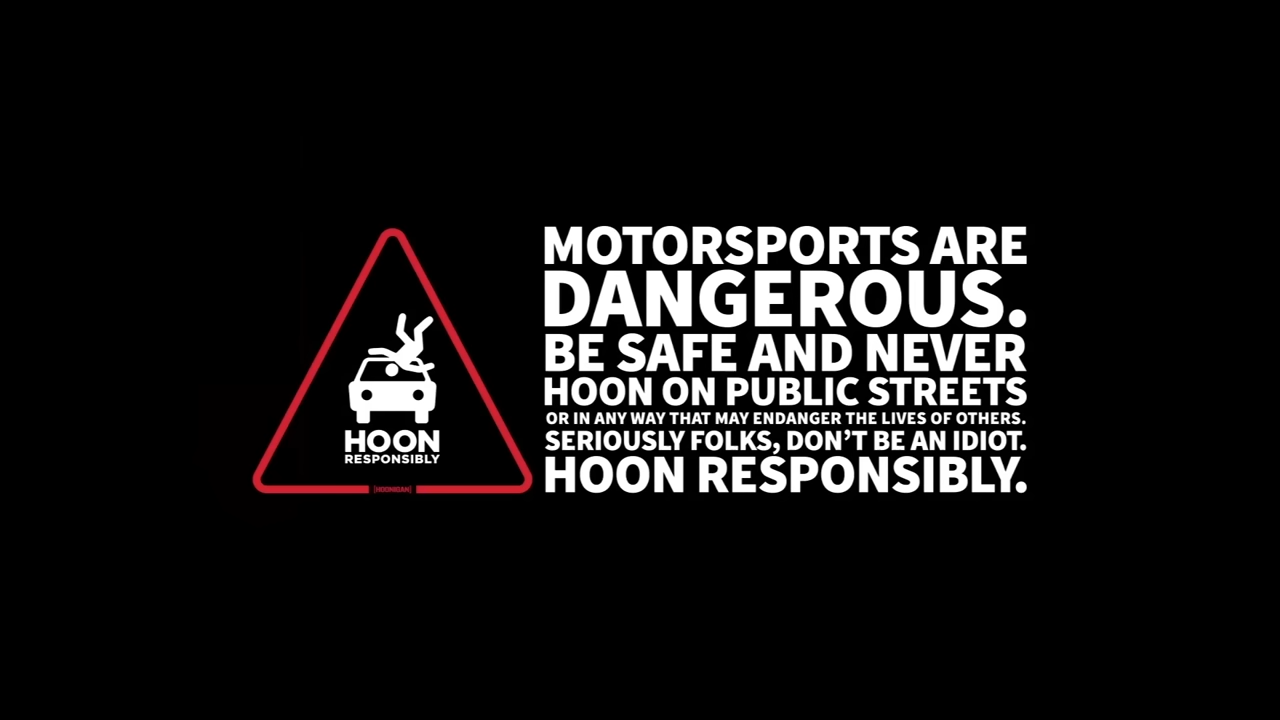 HOON
RESPONSIBLY
[HOONIGAN]
MOTORSPORTS ARE
DANGEROUS.
BE SAFE AND NEVER
HOON ON PUBLIC STREETS
OR IN ANY WAY THAT MAY ENDANGER THE LIVES OF OTHERS.
SERIOUSLY FOLKS, DON’T BE AN IDIOT.
HOON RESPONSIBLY.